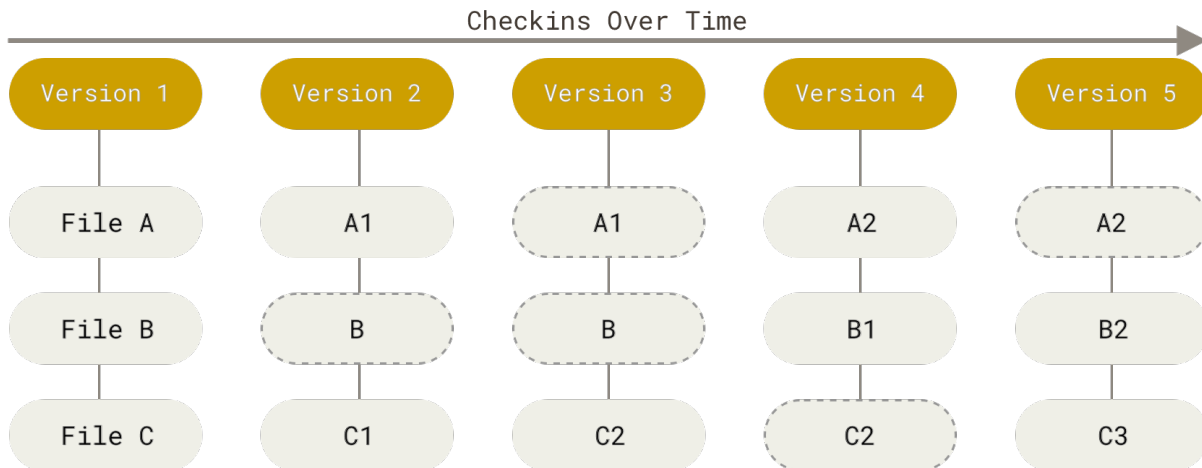 Checkins Over Time
Version 1 Version 2 Version 3 Version 4 Version 5
File A A1 A1 A2 A2
File B B B B1 B2
File C C1 C2 C2 C3